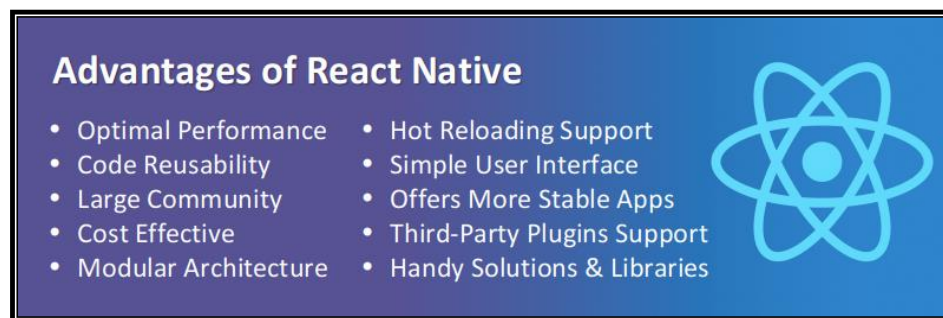 Advantages of React Native
• Optimal Performance
• Code Reusability
• Large Community
• Cost Effective
• Modular Architecture
• Hot Reloading Support
• Simple User Interface
• Offers More Stable Apps
• Third-Party Plugins Support
• Handy Solutions & Libraries